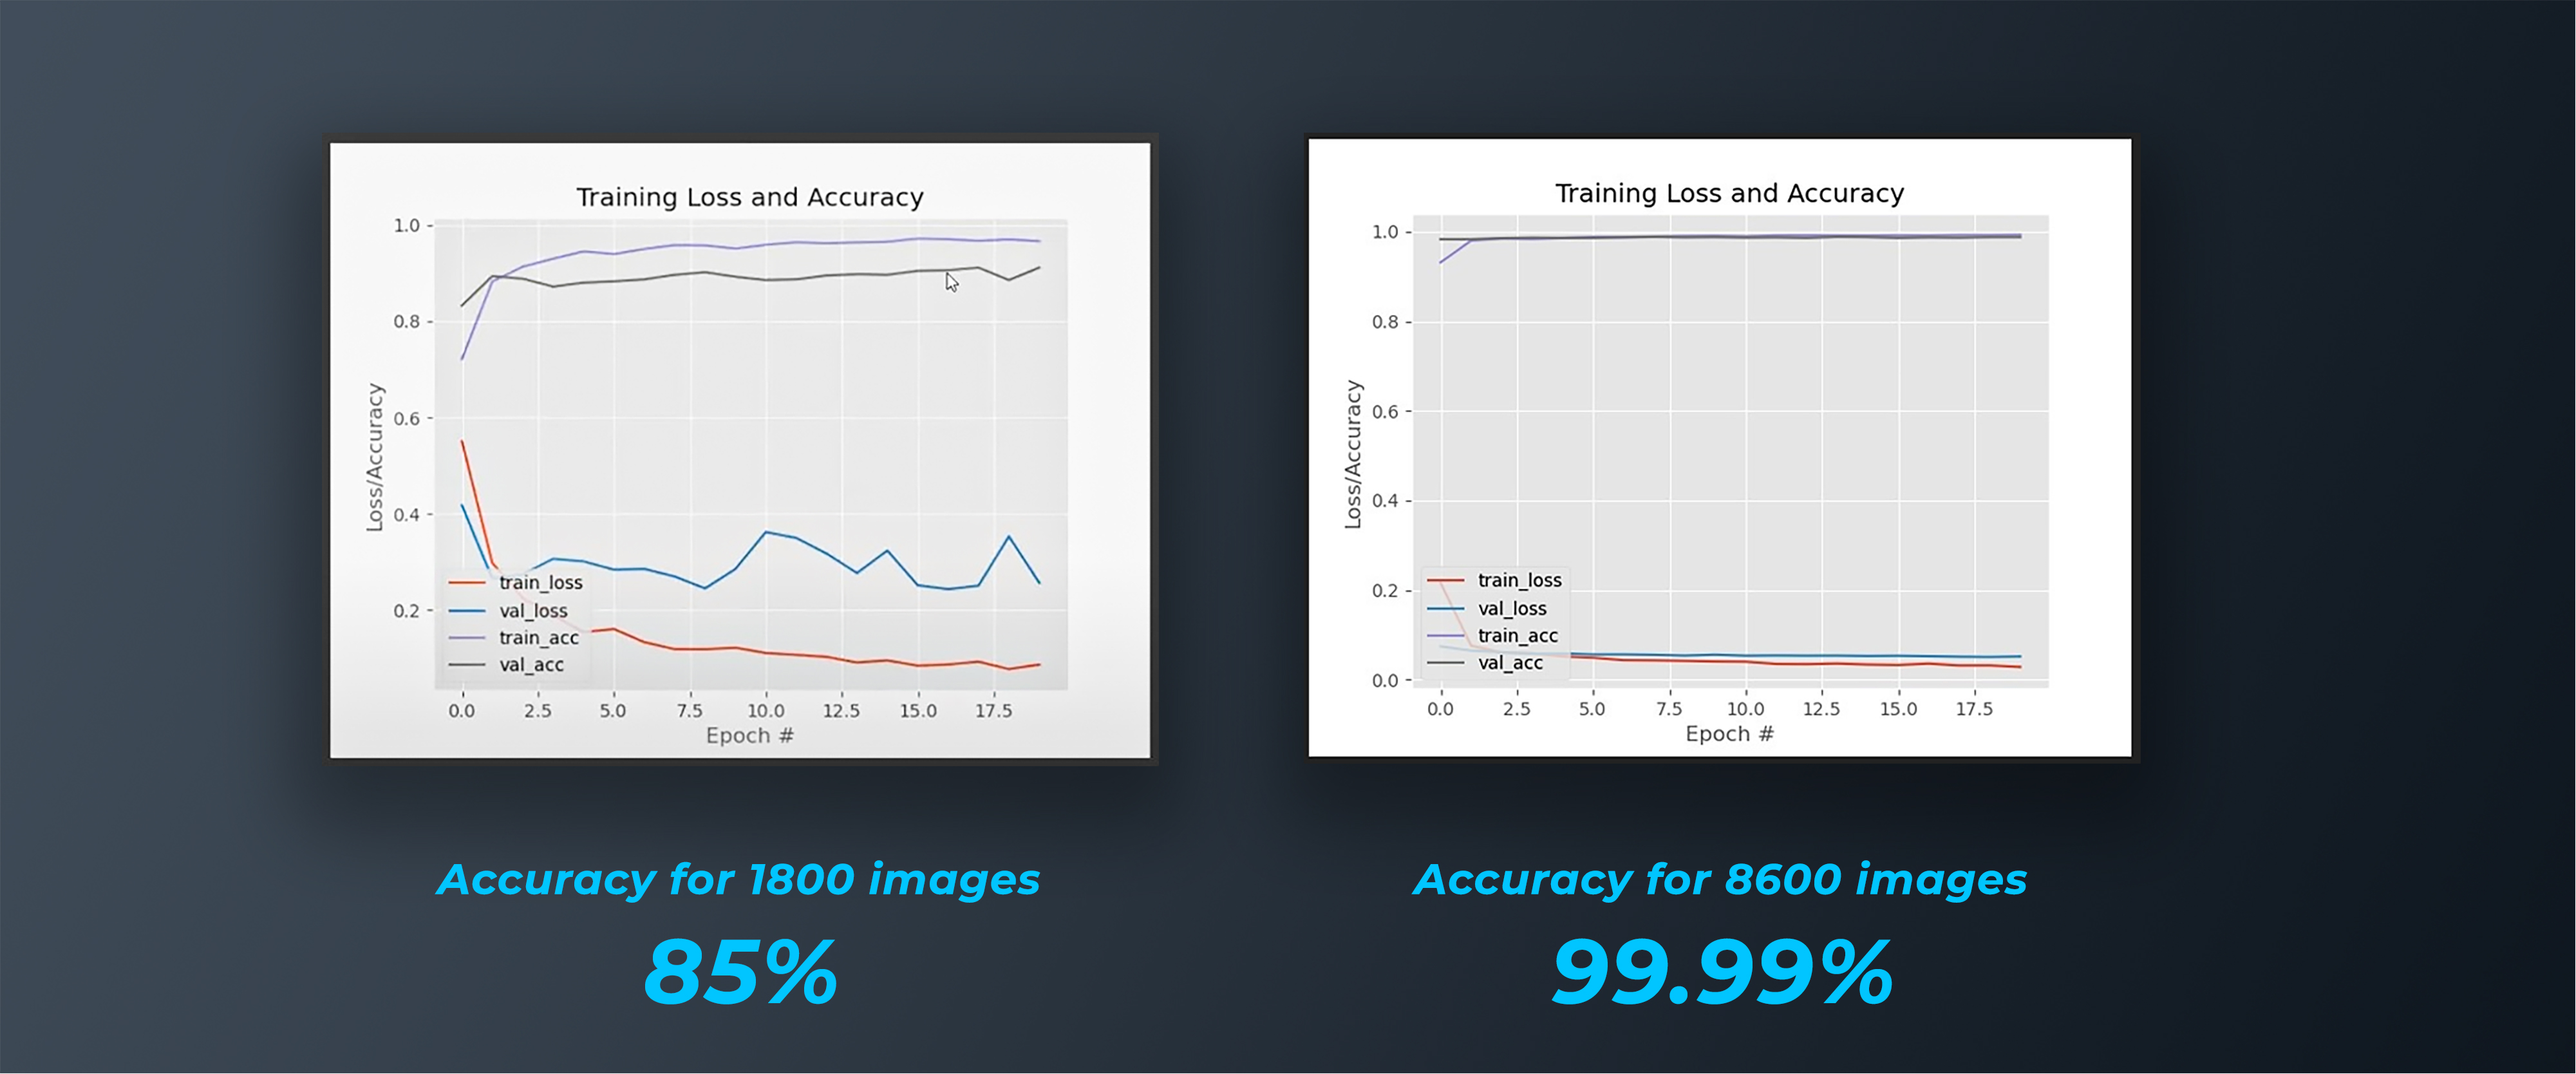 Training Loss and Accuracy
1.0
0.8
0.6
0.4
0.2
Loss/Accuracy
train_loss
val_loss
train_acc
val_acc
0.0 2.5 5.0 7.5 10.0 12.5 15.0 17.5
Epoch #
Accuracy for 1800 images
85%
Training Loss and Accuracy
1.0
0.8
0.6
0.4
0.2
0.0
Loss/Accuracy
train_loss
val_loss
train_acc
val_acc
0.0 2.5 5.0 7.5 10.0 12.5 15.0 17.5
Epoch #
Accuracy for 8600 images
99.99%